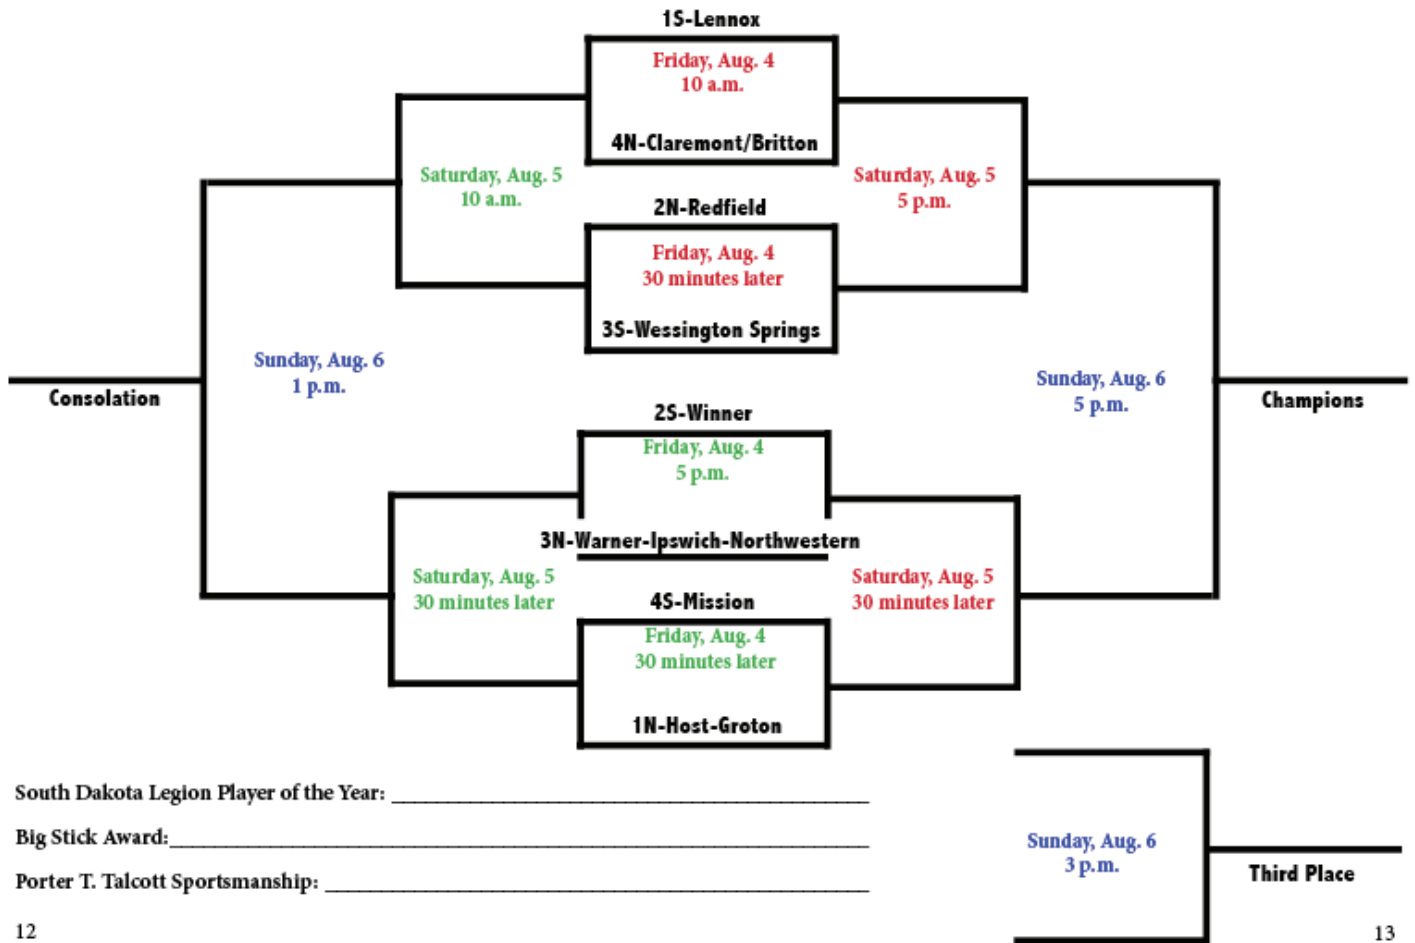 1S-Lennox
Friday, Aug. 4
10 a.m.
4N-Claremont/Britton
Saturday, Aug. 5
10 a.m.
Saturday, Aug. 5
5 p.m.
2N-Redfield
Friday, Aug. 4
30 minutes later
3S-Wessington Springs
Sunday, Aug. 6
1 p.m.
Consolation
Sunday, Aug. 6
5 p.m.
Champions
2S-Winner
Friday, Aug. 4
5 p.m.
3N-Warner-Ipswich-Northwestern
Saturday, Aug. 5
30 minutes later
Saturday, Aug. 5
30 minutes later
4S-Mission
Friday, Aug. 4
30 minutes later
1N-Host-Groton
South Dakota Legion Player of the Year:
Big Stick Award:
Porter T. Talcott Sportsmanship:
Sunday, Aug. 6
3 p.m.
Third Place
12
13